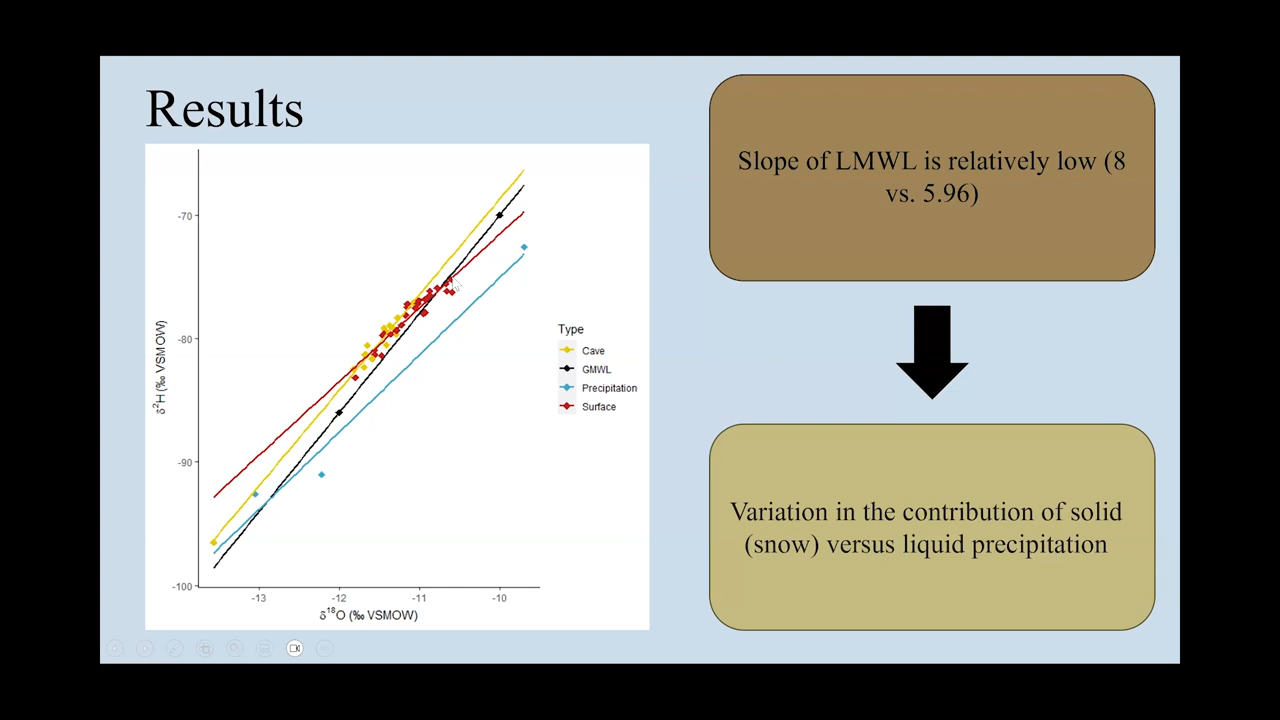 Results
Slope of LMWL is relatively low (8
vs. 5.96)
Variation in the contribution of solid
(snow) versus liquid precipitation
-70
-80
-90
-100
δ²H (‰ VSMOW)
-13
-12
-11
-10
δ¹⁸O (‰ VSMOW)
Type
Cave
GMWL
Precipitation
Surface